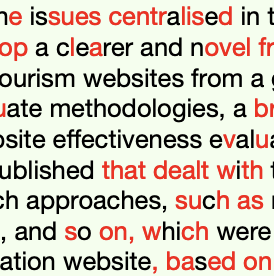 ne issues centralised in t
op a clearer and novel fr
ourism websites from a g
uate methodologies, a br
osite effectiveness evalua
ublished that dealt with t
ch approaches, such as r
, and so on, which were
ation website, based on